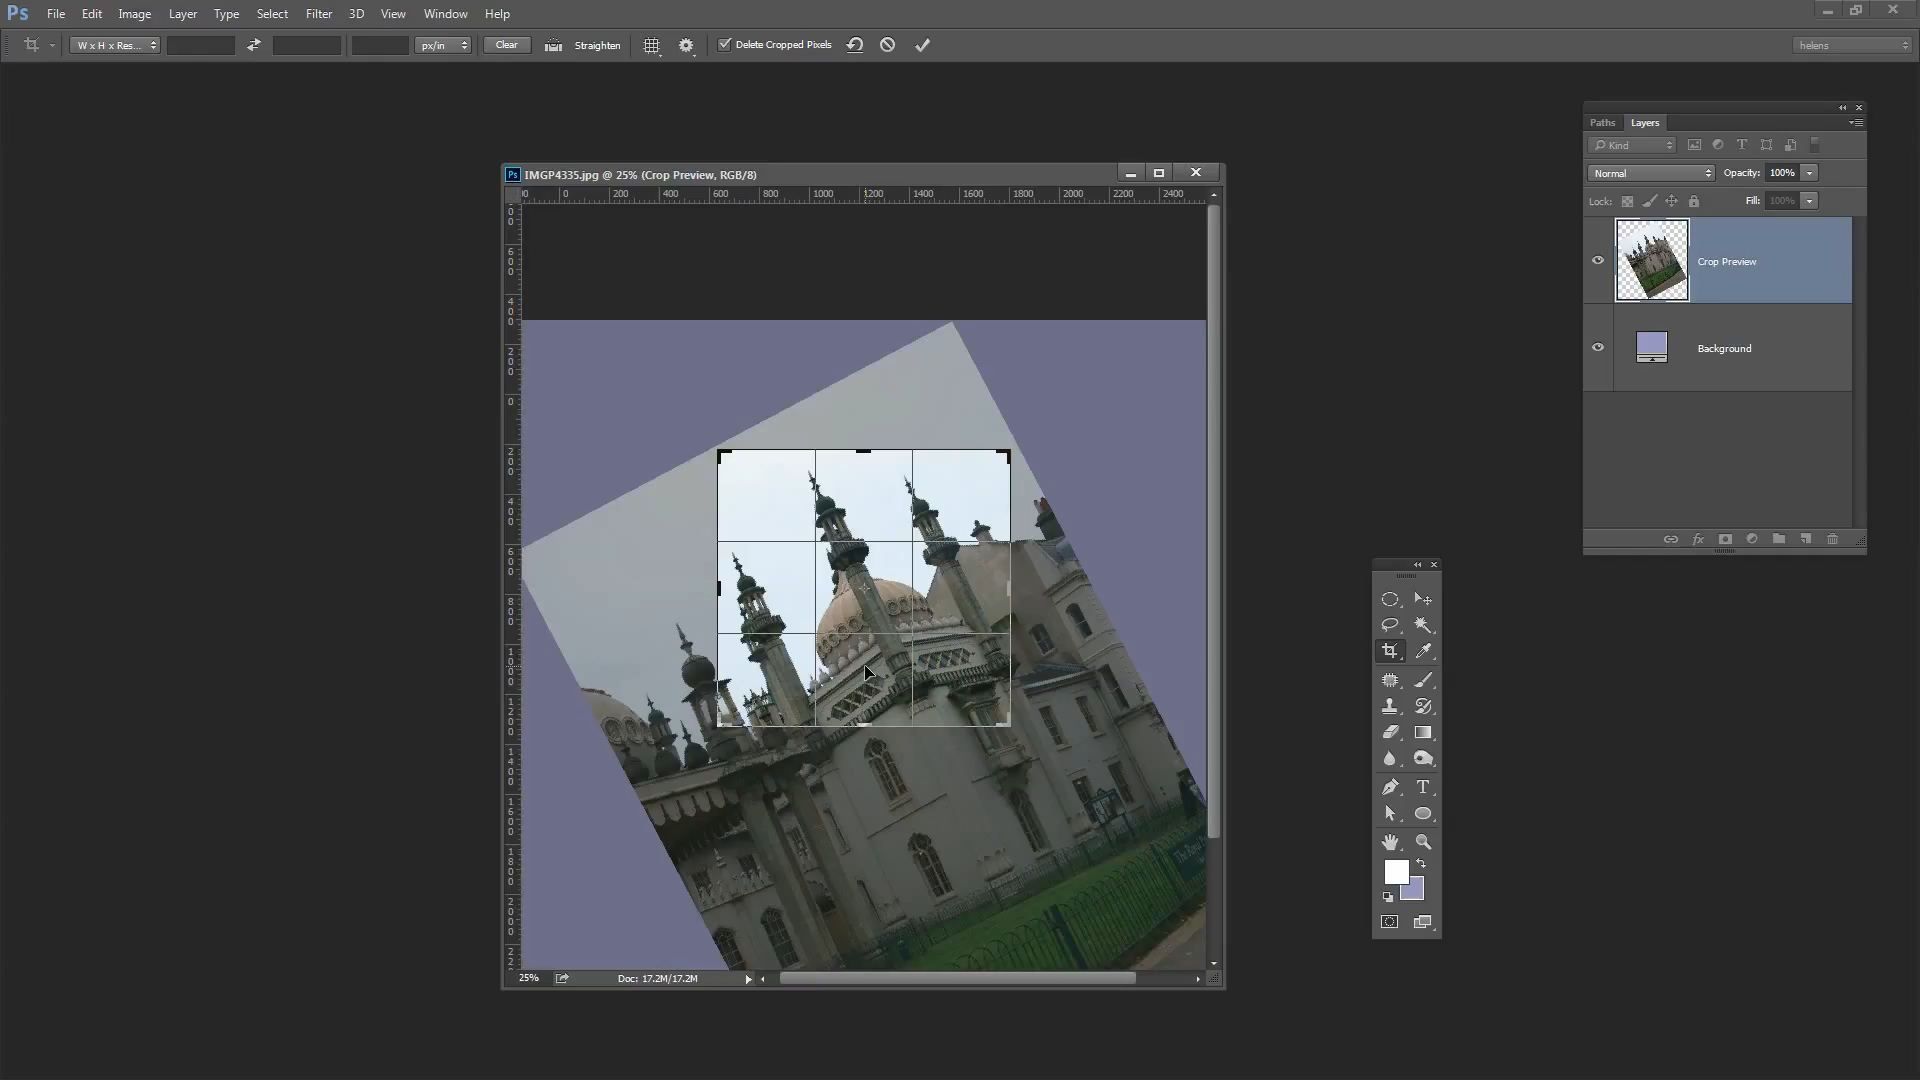 Ps File Edit Image Layer Type Select Filter 3D View Window Help
W x H x Res... px/in Clear Straighten Delete Cropped Pixels helens
Ps IMGP4335.jpg @ 25% (Crop Preview, RGB/8)
0 200 400 600 800 1000 1200 1400 1600 1800 2000 2200 2400
Paths Layers
Kind
Normal Opacity: 100%
Lock: Fill: 100%
Crop Preview
Background
25% Doc: 17.2M/17.2M